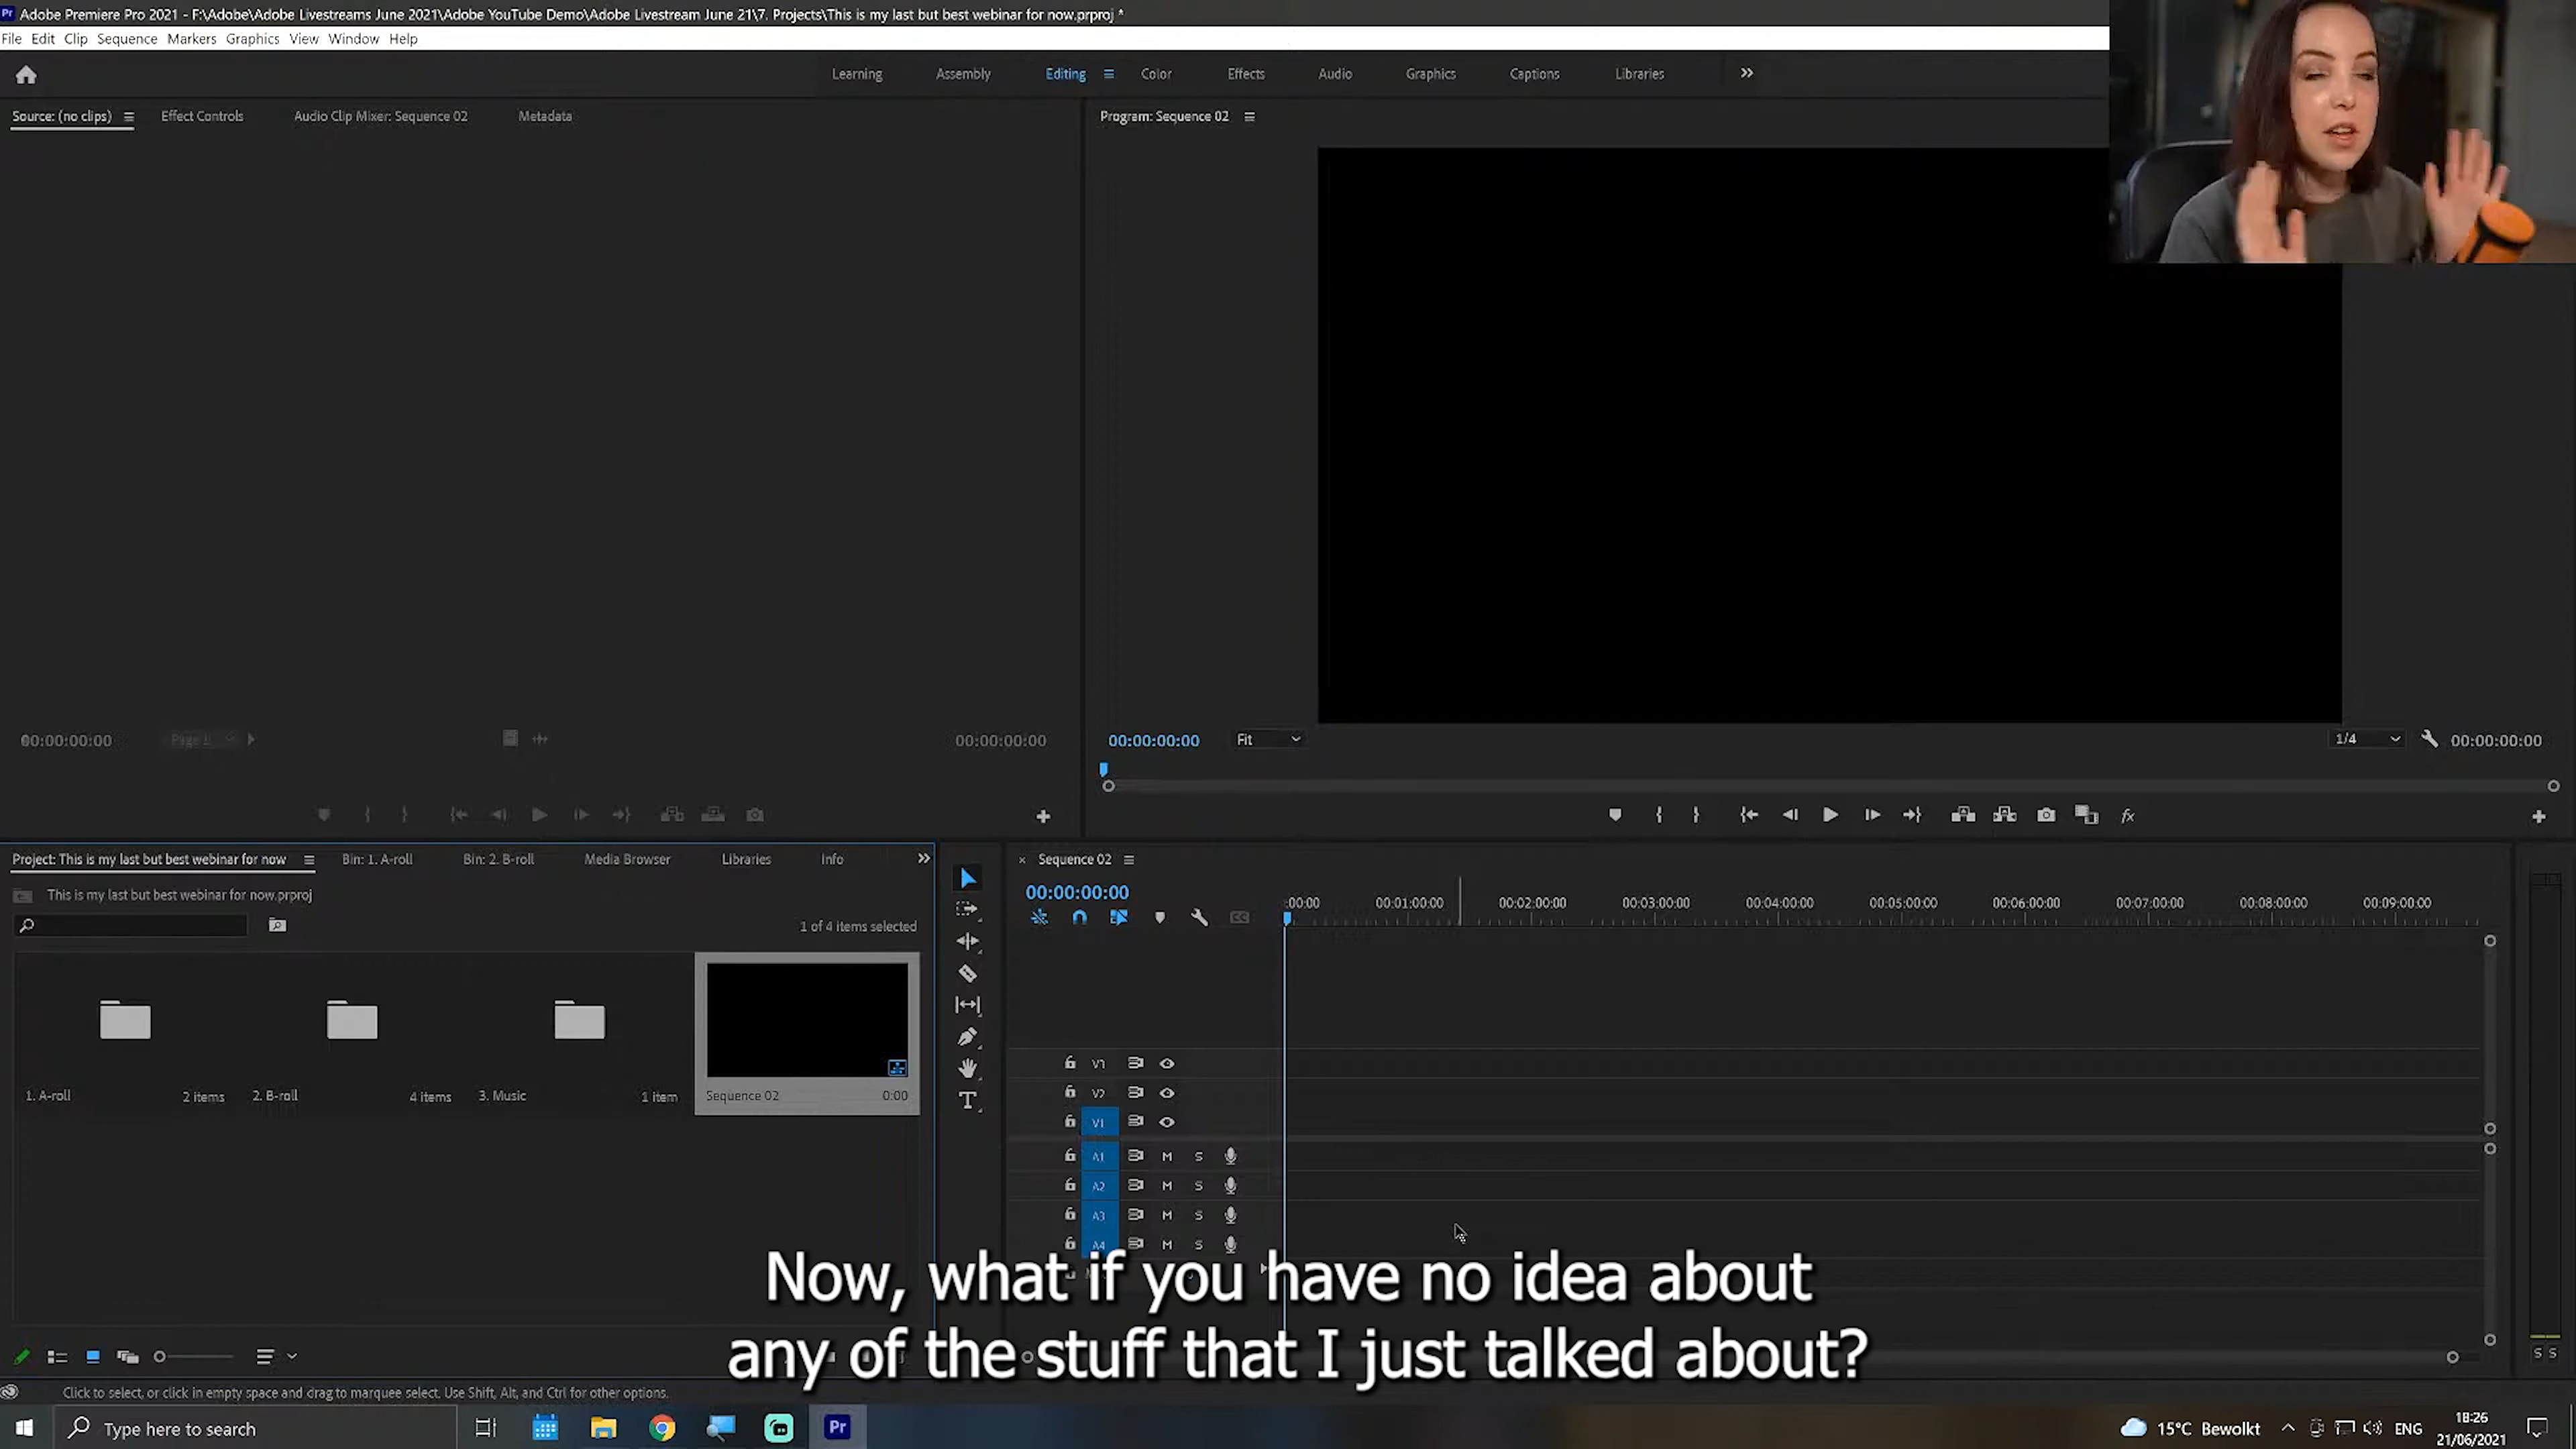 Pr Adobe Premiere Pro 2021 - F:\Adobe\Adobe Livestreams June 2021\Adobe YouTube Demo\Adobe Livestream June 21\7. Projects\This is my last but best webinar for now.prproj *
File Edit Clip Sequence Markers Graphics View Window Help
Learning Assembly Editing Color Effects Audio Graphics Captions Libraries
Source: (no clips) Effect Controls Audio Clip Mixer: Sequence 02 Metadata
Program: Sequence 02
00:00:00:00 00:00:00:00
00:00:00:00 Fit 1/4 00:00:00:00
Project: This is my last but best webinar for now Bin: 1. A-roll Bin: 2. B-roll Media Browser Libraries Info
This is my last but best webinar for now.prproj
1 of 4 items selected
1. A-roll 2 items 2. B-roll 4 items 3. Music 1 item Sequence 02 0:00
Sequence 02
00:00:00:00
:00:00 00:01:00:00 00:02:00:00 00:03:00:00 00:04:00:00 00:05:00:00 00:06:00:00 00:07:00:00 00:08:00:00 00:09:00:00
V3
V2
V1
A1 M S
A2 M S
A3 M S
A4 M S
S S
Now, what if you have no idea about
any of the stuff that I just talked about?
Click to select, or click in empty space and drag to marquee select. Use Shift, Alt, and Ctrl for other options.
Type here to search Pr 15°C Bewolkt ENG 18:26
21/06/2021